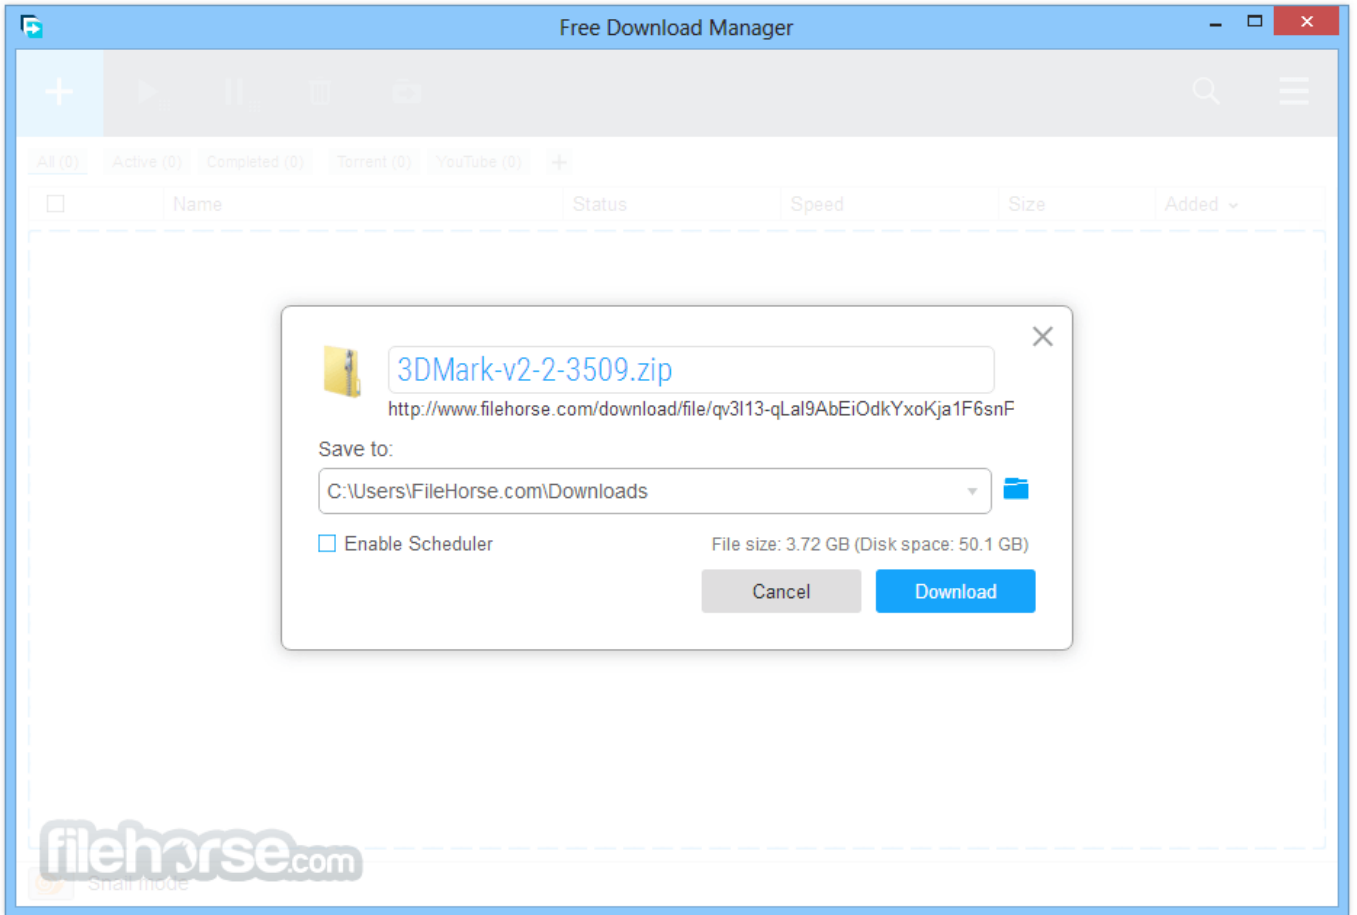 Free Download Manager
All (0) Active (0) Completed (0) Torrent (0) YouTube (0)
Name Status Speed Size Added
3DMark-v2-2-3509.zip
http://www.filehorse.com/download/file/qv3l13-qLal9AbEiOdkYxoKja1F6snF
Save to:
C:\Users\FileHorse.com\Downloads
Enable Scheduler File size: 3.72 GB (Disk space: 50.1 GB)
Cancel Download
filehorse.com
Snail mode